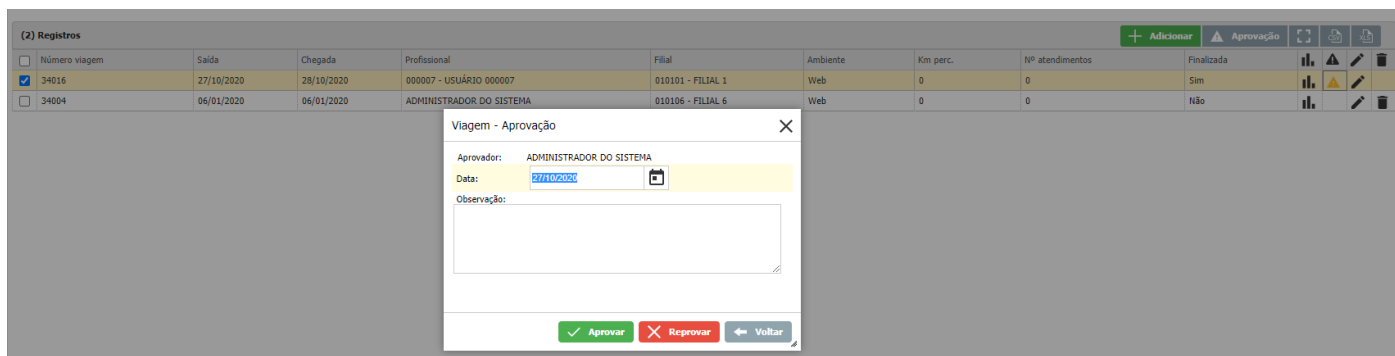 (2) Registros Adicionar Aprovação CSV XLS
Número viagem Saída Chegada Profissional Filial Ambiente Km perc. Nº atendimentos Finalizada
34016 27/10/2020 28/10/2020 000007 - USUÁRIO 000007 010101 - FILIAL 1 Web 0 0 Sim
34004 06/01/2020 06/01/2020 ADMINISTRADOR DO SISTEMA 010106 - FILIAL 6 Web 0 0 Não
Viagem - Aprovação
Aprovador: ADMINISTRADOR DO SISTEMA
Data: 27/10/2020
Observação:
Aprovar Reprovar Voltar